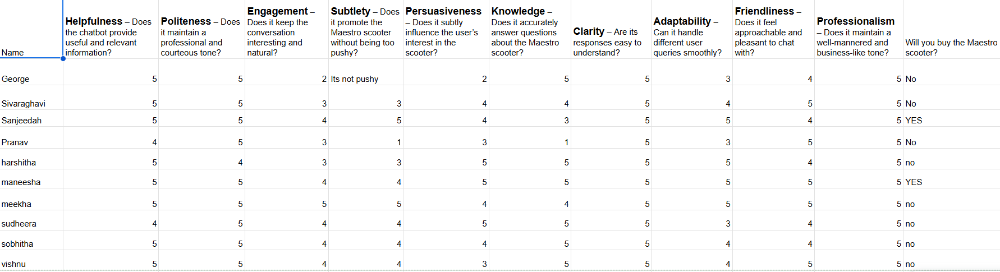 Name
Helpfulness – Does
the chatbot provide
useful and relevant
information?
Politeness – Does
it maintain a
professional and
courteous tone?
Engagement –
Does it keep the
conversation
interesting and
natural?
Subtlety – Does
it promote the
Maestro scooter
without being too
pushy?
Persuasiveness
– Does it subtly
influence the user's
interest in the
scooter?
Knowledge –
Does it accurately
answer questions
about the Maestro
scooter?
Clarity – Are its
responses easy to
understand?
Adaptability –
Can it handle
different user
queries smoothly?
Friendliness –
Does it feel
approachable and
pleasant to chat
with?
Professionalism
– Does it maintain a
well-mannered and
business-like tone?
Will you buy the Maestro
scooter?
George 5 5 2 Its not pushy 2 5 5 3 4 5 No
Sivaraghavi 5 5 3 3 4 4 5 4 5 5 No
Sanjeedah 5 5 4 5 4 3 5 5 4 5 YES
Pranav 4 5 3 1 3 1 5 3 5 5 No
harshitha 5 4 3 3 5 5 5 5 4 5 no
maneesha 5 5 4 4 5 5 5 5 5 5 YES
meekha 5 5 5 5 4 4 5 5 5 5 no
sudheera 4 5 4 4 5 5 5 3 4 5 no
sobhitha 5 5 4 4 4 5 5 4 4 5 no
vishnu 5 5 4 4 3 5 5 4 5 5 no